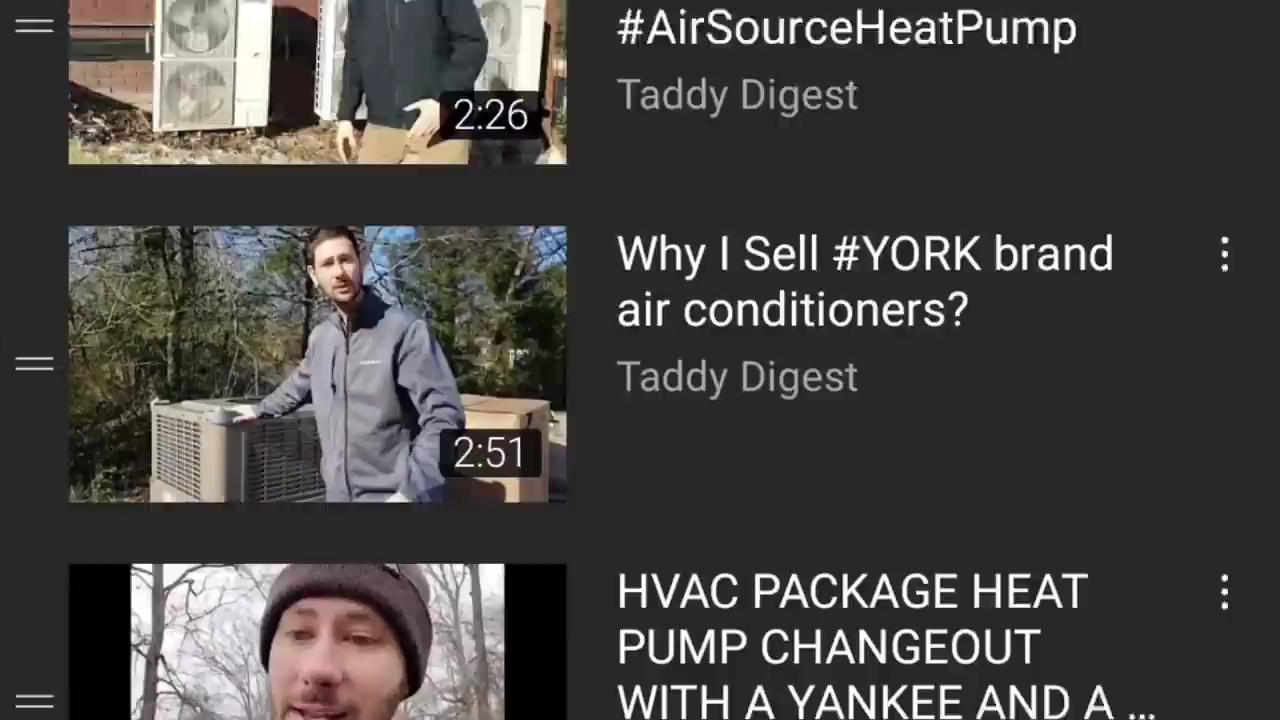 #AirSourceHeatPump
Taddy Digest
2:26
Why I Sell #YORK brand
air conditioners?
Taddy Digest
2:51
HVAC PACKAGE HEAT
PUMP CHANGEOUT
WITH A YANKEE AND A ...